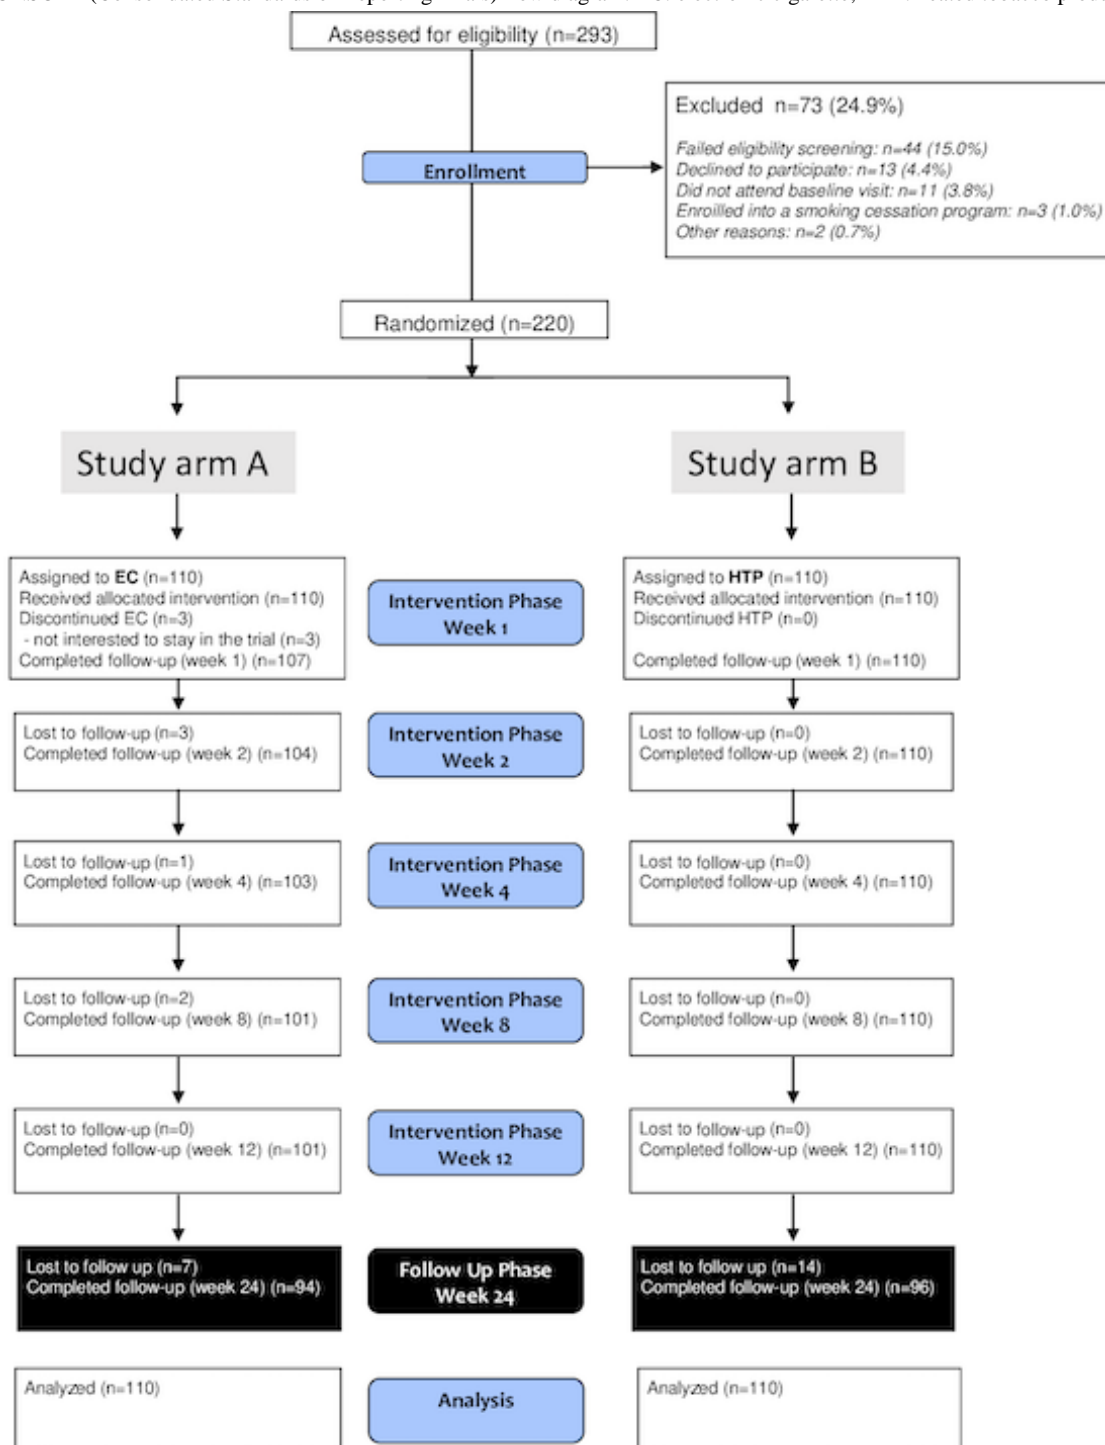 Assessed for eligibility (n=293)
Excluded n=73 (24.9%)
Failed eligibility screening: n=44 (15.0%)
Declined to participate: n=13 (4.4%)
Did not attend baseline visit: n=11 (3.8%)
Enroilled into a smoking cessation program: n=3 (1.0%)
Other reasons: n=2 (0.7%)
Enrollment
Randomized (n=220)
Study arm A
Study arm B
Assigned to EC (n=110)
Received allocated intervention (n=110)
Discontinued EC (n=3)
- not interested to stay in the trial (n=3)
Completed follow-up (week 1) (n=107)
Intervention Phase
Week 1
Assigned to HTP (n=110)
Received allocated intervention (n=110)
Discontinued HTP (n=0)
Completed follow-up (week 1) (n=110)
Lost to follow-up (n=3)
Completed follow-up (week 2) (n=104)
Intervention Phase
Week 2
Lost to follow-up (n=0)
Completed follow-up (week 2) (n=110)
Lost to follow-up (n=1)
Completed follow-up (week 4) (n=103)
Intervention Phase
Week 4
Lost to follow-up (n=0)
Completed follow-up (week 4) (n=110)
Lost to follow-up (n=2)
Completed follow-up (week 8) (n=101)
Intervention Phase
Week 8
Lost to follow-up (n=0)
Completed follow-up (week 8) (n=110)
Lost to follow-up (n=0)
Completed follow-up (week 12) (n=101)
Intervention Phase
Week 12
Lost to follow-up (n=0)
Completed follow-up (week 12) (n=110)
Lost to follow up (n=7)
Completed follow-up (week 24) (n=94)
Follow Up Phase
Week 24
Lost to follow up (n=14)
Completed follow-up (week 24) (n=96)
Analyzed (n=110)
Analysis
Analyzed (n=110)